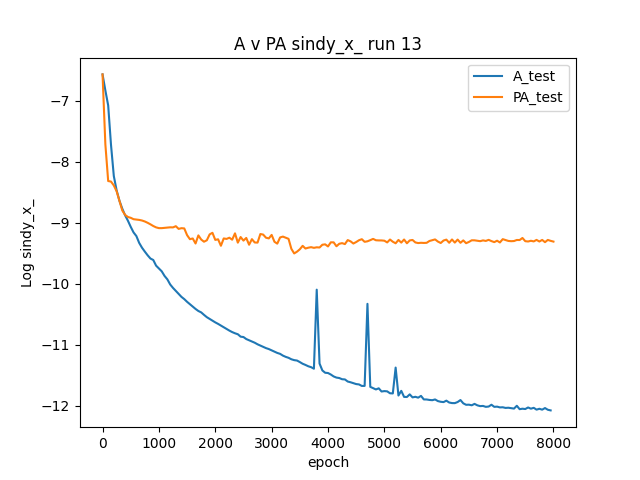 A v PA sindy_x_ run 13
A_test
PA_test
Log sindy_x_
−7
−8
−9
−10
−11
−12
0 1000 2000 3000 4000 5000 6000 7000 8000
epoch